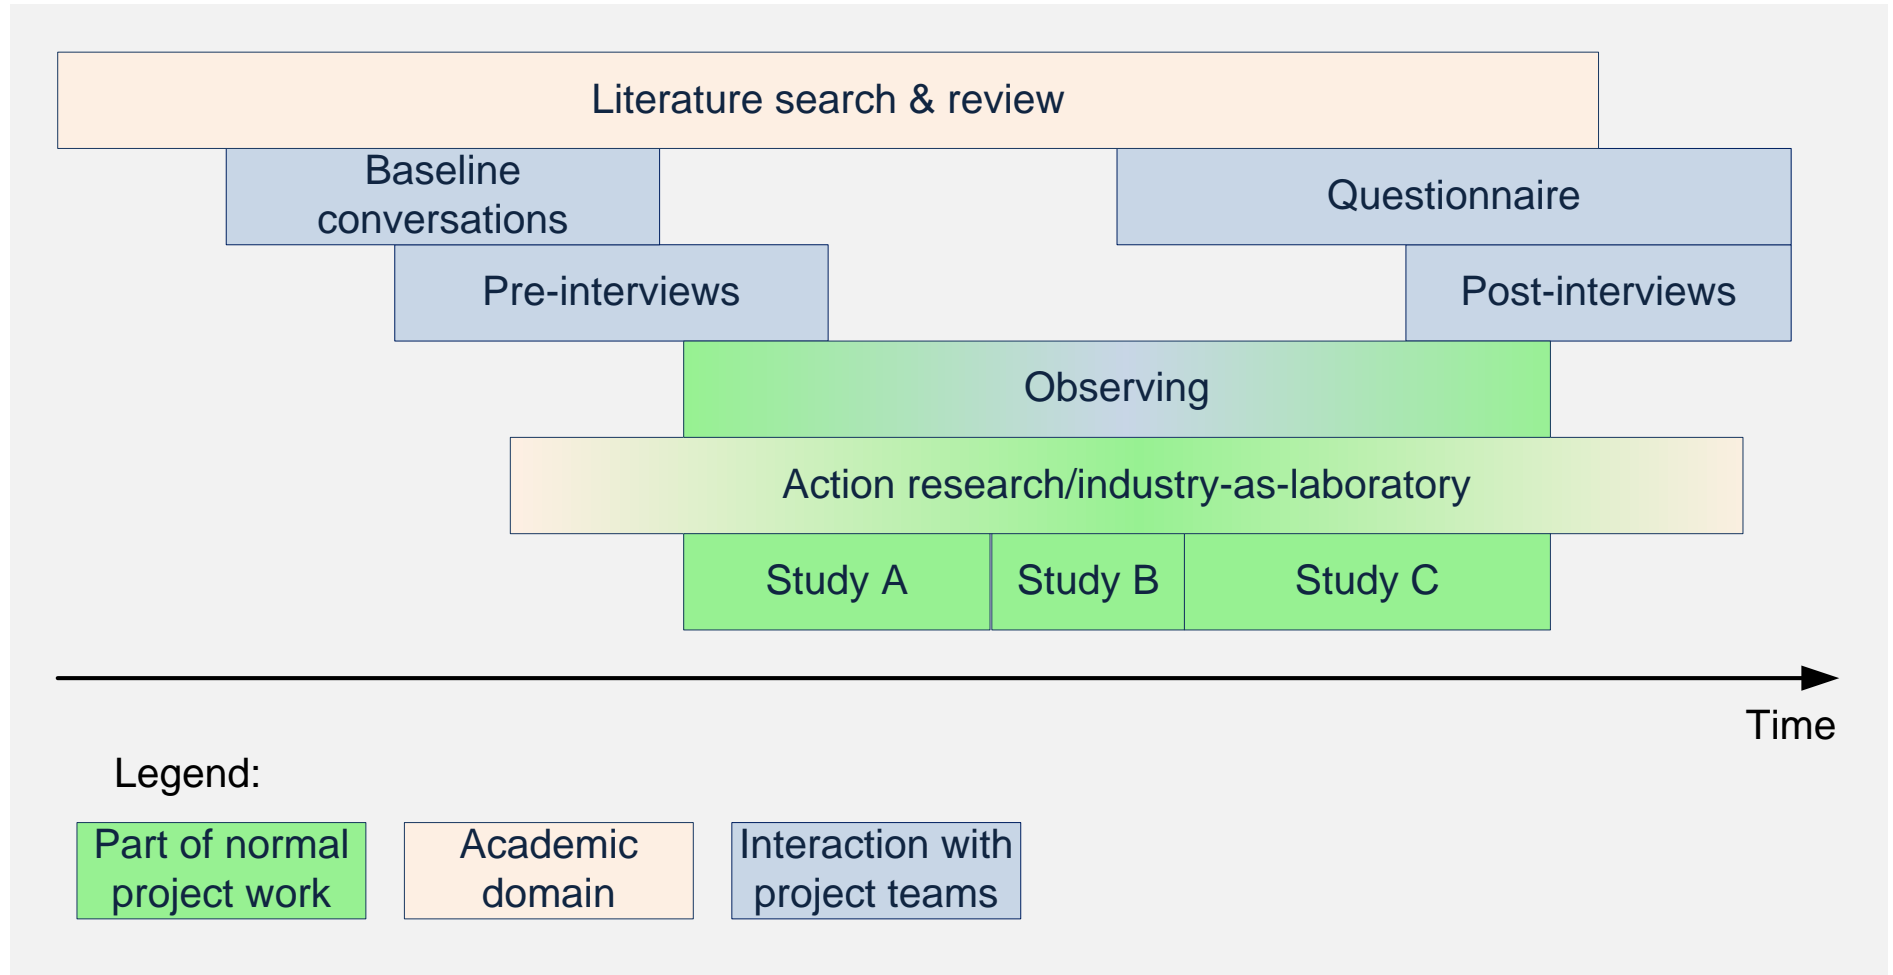 Literature search & review
Baseline
conversations
Questionnaire
Pre-interviews
Post-interviews
Observing
Action research/industry-as-laboratory
Study A
Study B
Study C
Time
Legend:
Part of normal
project work
Academic
domain
Interaction with
project teams